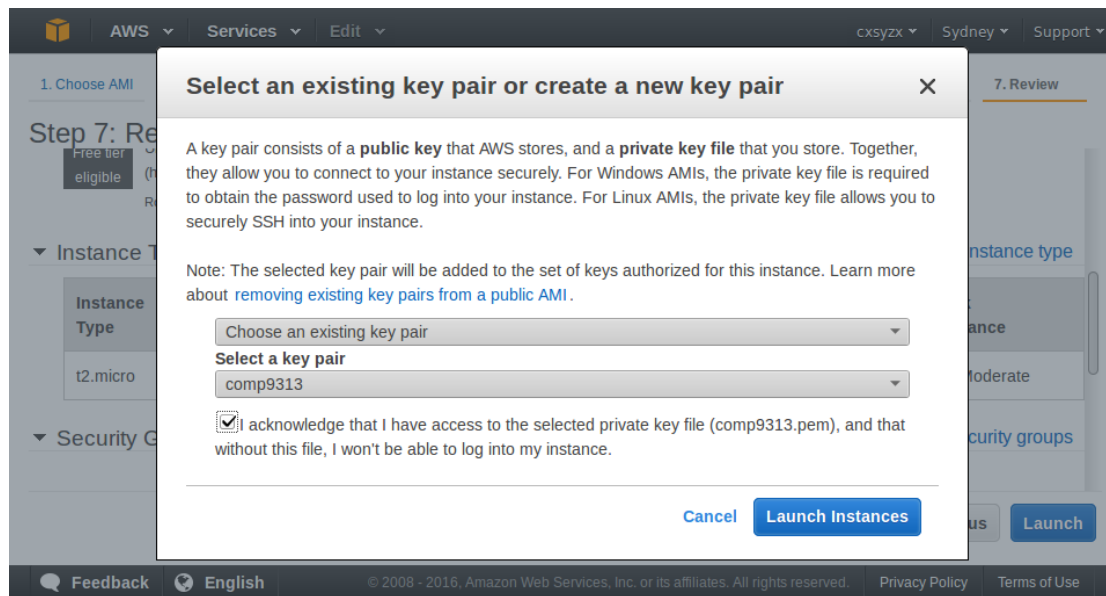 AWS Services Edit cxsyzx Sydney Support
1. Choose AMI
7. Review
Select an existing key pair or create a new key pair
Step 7:
Free tier
eligible
A key pair consists of a public key that AWS stores, and a private key file that you store. Together,
they allow you to connect to your instance securely. For Windows AMIs, the private key file is required
to obtain the password used to log into your instance. For Linux AMIs, the private key file allows you to
securely SSH into your instance.
Instance
instance type
Note: The selected key pair will be added to the set of keys authorized for this instance. Learn more
about removing existing key pairs from a public AMI.
Instance
Type
Choose an existing key pair
Select a key pair
t2.micro
comp9313
Moderate
I acknowledge that I have access to the selected private key file (comp9313.pem), and that
without this file, I won't be able to log into my instance.
Security
groups
Cancel Launch Instances
Launch
Feedback English © 2008 - 2016, Amazon Web Services, Inc. or its affiliates. All rights reserved. Privacy Policy Terms of Use